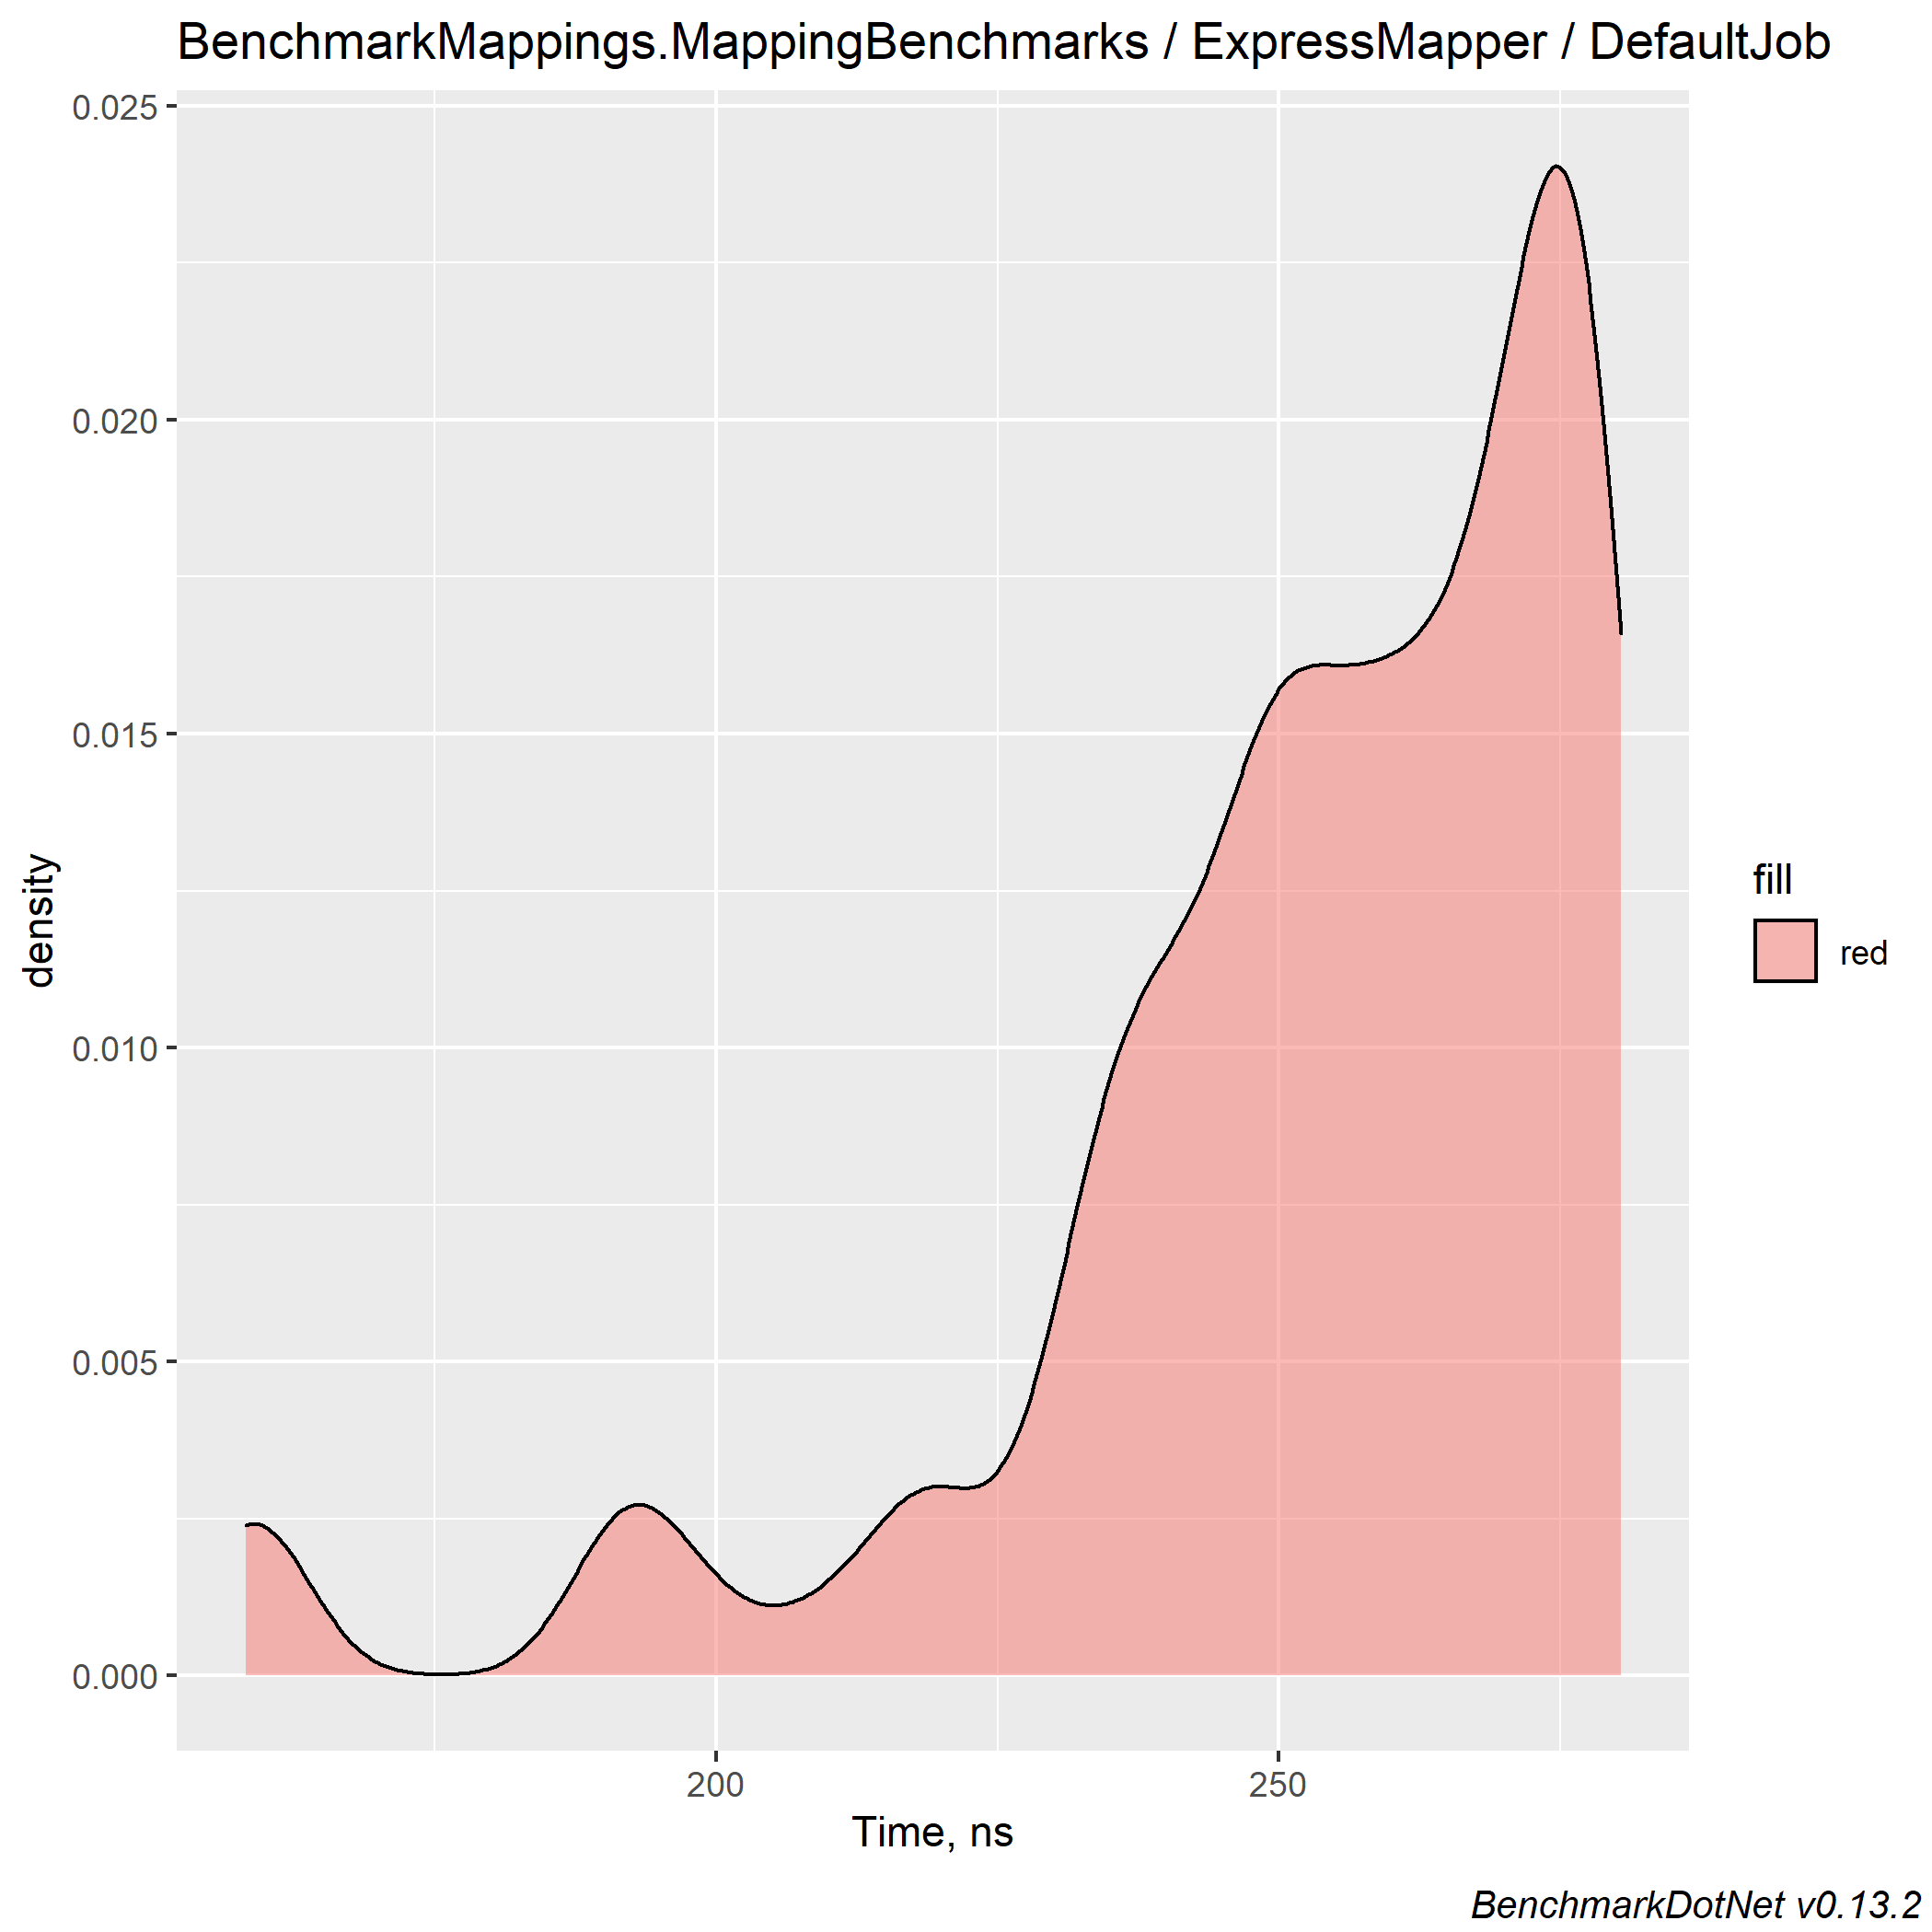 BenchmarkMappings.MappingBenchmarks / ExpressMapper / DefaultJob
0.025
0.020
0.015
0.010
0.005
0.000
density
200 250
Time, ns
fill
red
BenchmarkDotNet v0.13.2